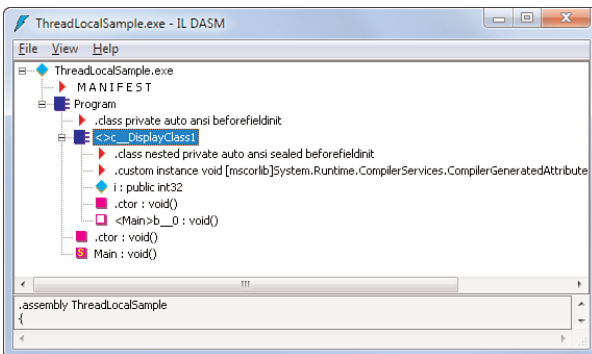 ThreadLocalSample.exe - IL DASM
File View Help
ThreadLocalSample.exe
MANIFEST
Program
.class private auto ansi beforefieldinit
<>c__DisplayClass1
.class nested private auto ansi sealed beforefieldinit
.custom instance void [mscorlib]System.Runtime.CompilerServices.CompilerGeneratedAttribute
i : public int32
.ctor : void()
<Main>b__0 : void()
.ctor : void()
S Main : void()
.assembly ThreadLocalSample
{